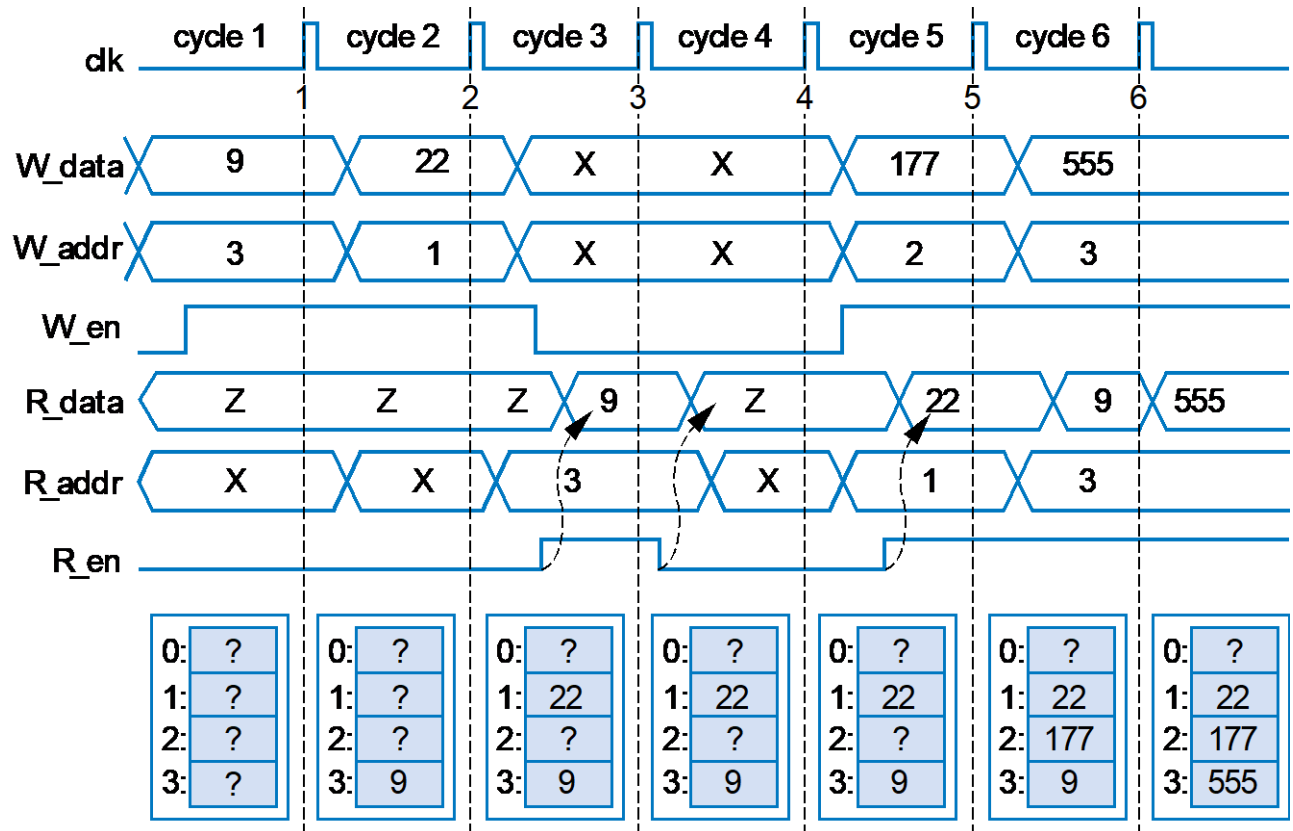 cycle 1 cycle 2 cycle 3 cycle 4 cycle 5 cycle 6
clk
1 2 3 4 5 6
W_data 9 22 X X 177 555
W_addr 3 1 X X 2 3
W_en
R_data Z Z Z 9 Z 22 9 555
R_addr X X 3 X 1 3
R_en
0: ? 0: ? 0: ? 0: ? 0: ? 0: ? 0: ?
1: ? 1: ? 1: 22 1: 22 1: 22 1: 22 1: 22
2: ? 2: ? 2: ? 2: ? 2: ? 2: 177 2: 177
3: ? 3: 9 3: 9 3: 9 3: 9 3: 9 3: 555